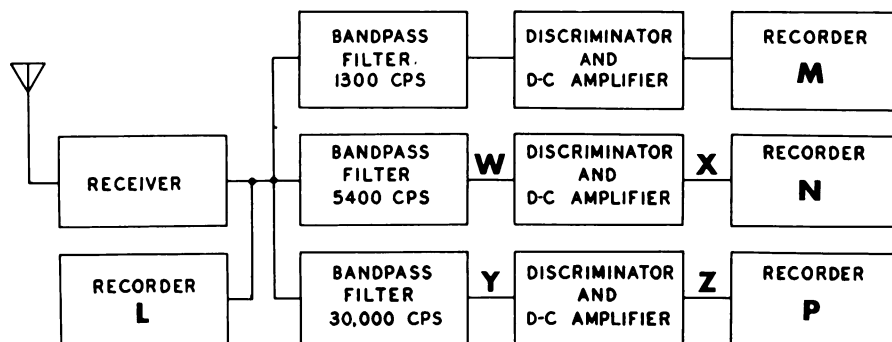 BANDPASS
FILTER.
1300 CPS
DISCRIMINATOR
AND
D-C AMPLIFIER
RECORDER
M
RECEIVER
BANDPASS
FILTER
5400 CPS
W
DISCRIMINATOR
AND
D-C AMPLIFIER
X
RECORDER
N
RECORDER
L
BANDPASS
FILTER
30,000 CPS
Y
DISCRIMINATOR
AND
D-C AMPLIFIER
Z
RECORDER
P